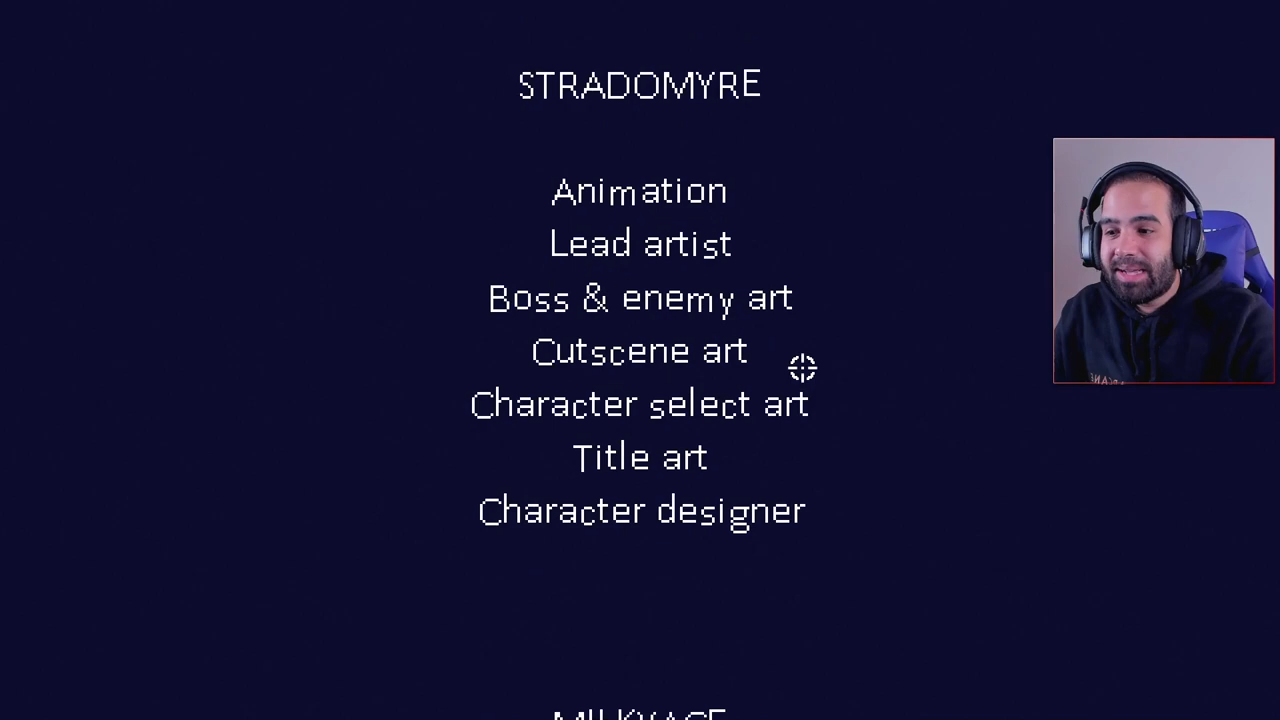 STRADOMYRE
Animation
Lead artist
Boss & enemy art
Cutscene art
Character select art
Title art
Character designer